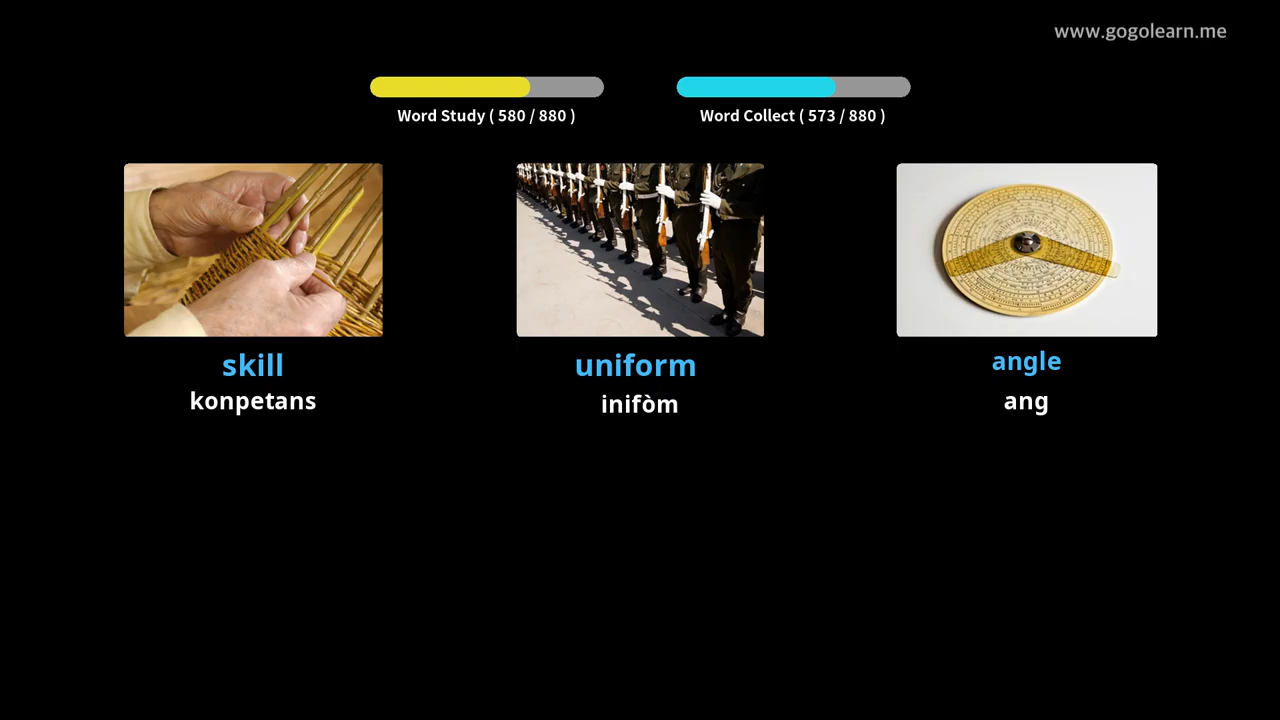 www.gogolearn.me
Word Study ( 580 / 880 )
Word Collect ( 573 / 880 )
skill
konpetans
uniform
inifòm
angle
ang